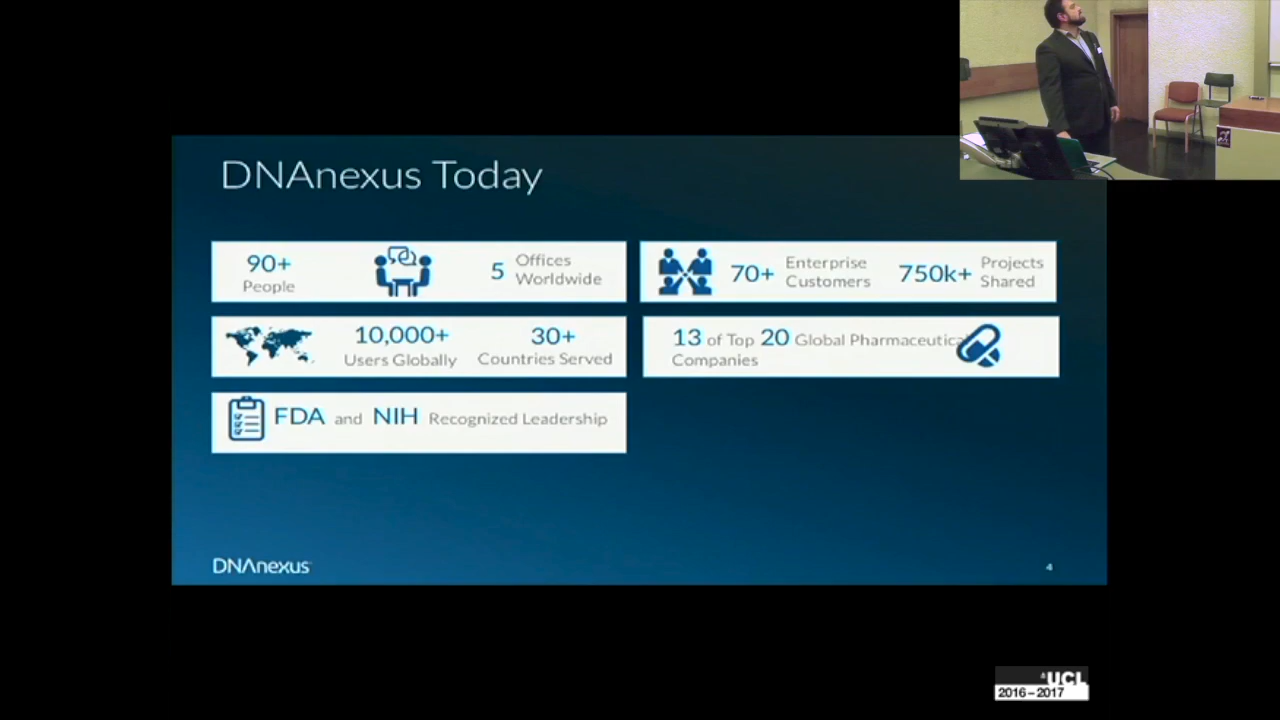 DNAnexus Today
90+
People
5
Offices
Worldwide
70+
Enterprise
Customers
750k+
Projects
Shared
10,000+
Users Globally
30+
Countries Served
13 of Top 20 Global Pharmaceutica
Companies
FDA and NIH Recognized Leadership
DNAnexus
4
UCL
2016-2017